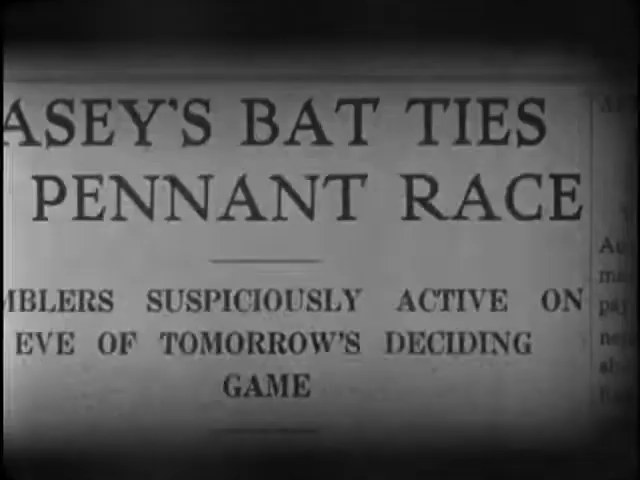 ASEY'S BAT TIES
PENNANT RACE
MBLERS SUSPICIOUSLY ACTIVE ON
EVE OF TOMORROW'S DECIDING
GAME